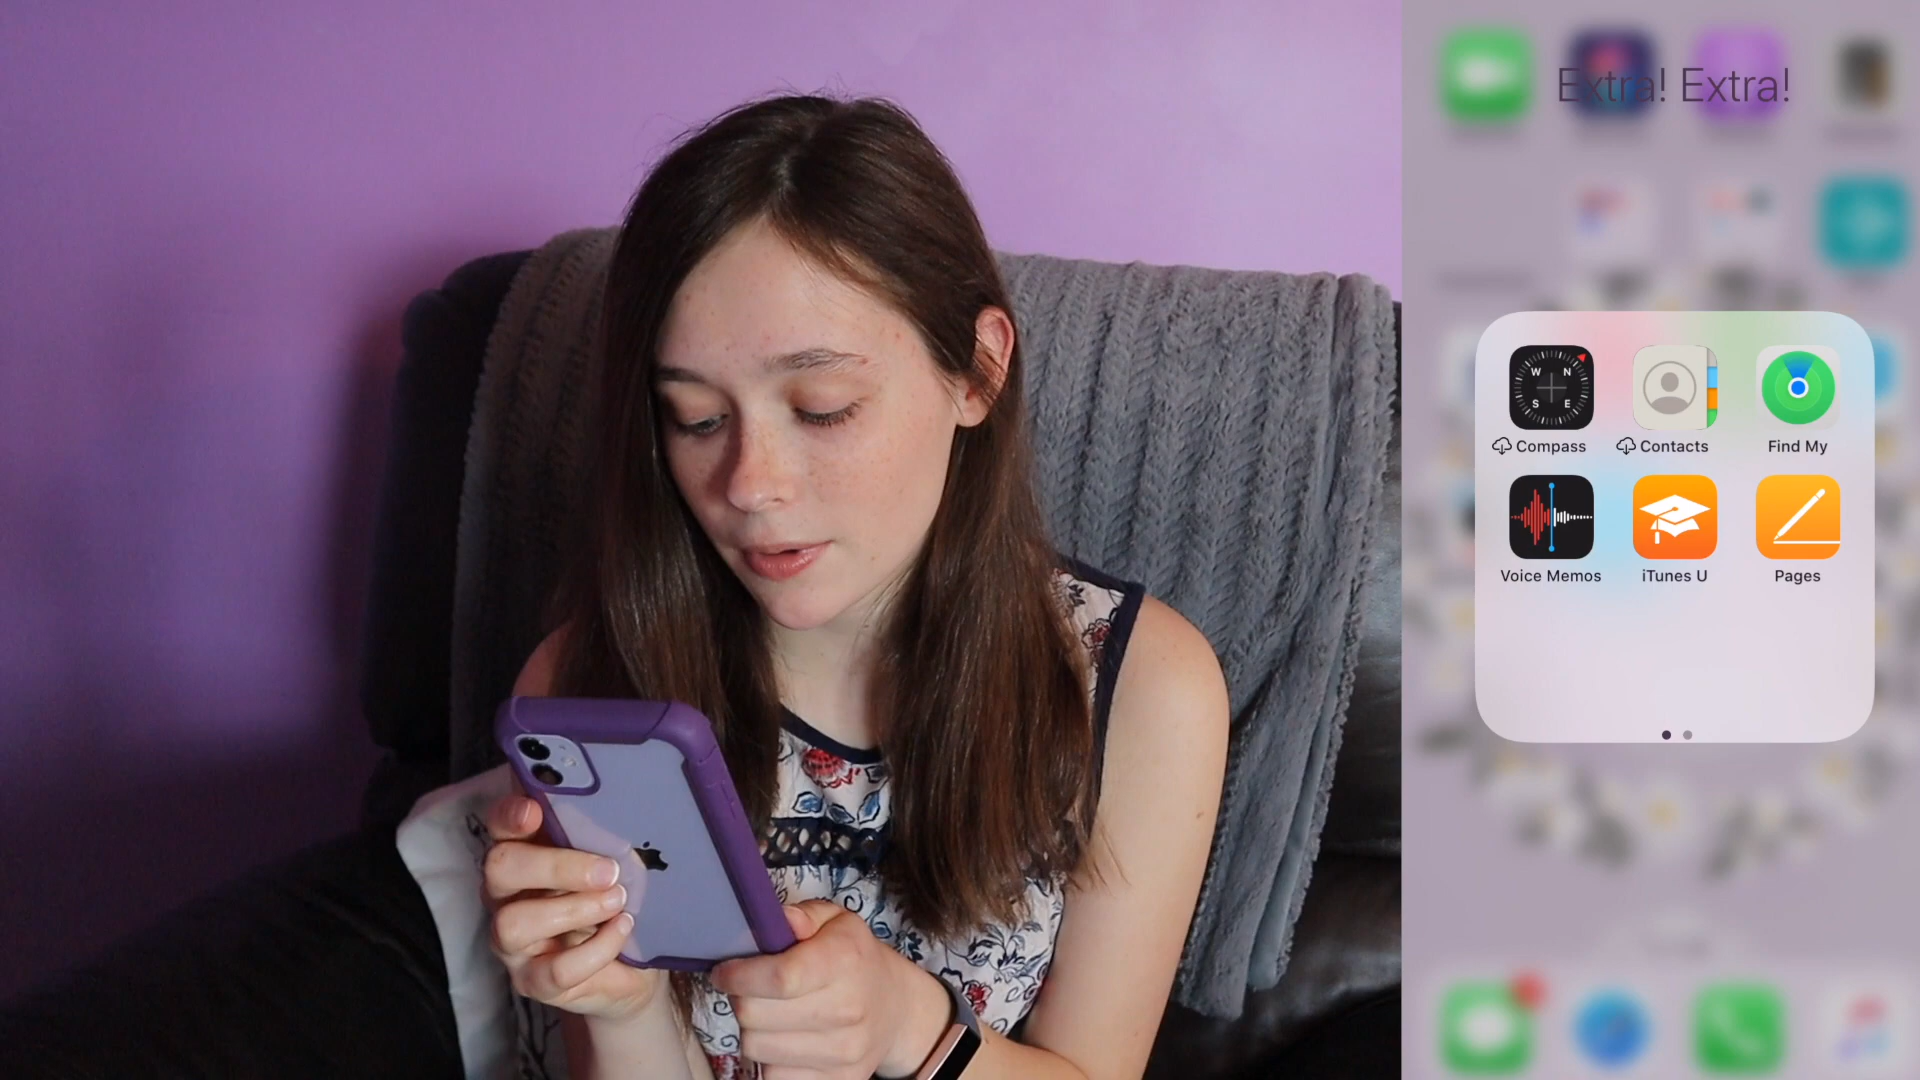 Extra! Extra!
W N
S E
Compass Contacts Find My
Voice Memos iTunes U Pages